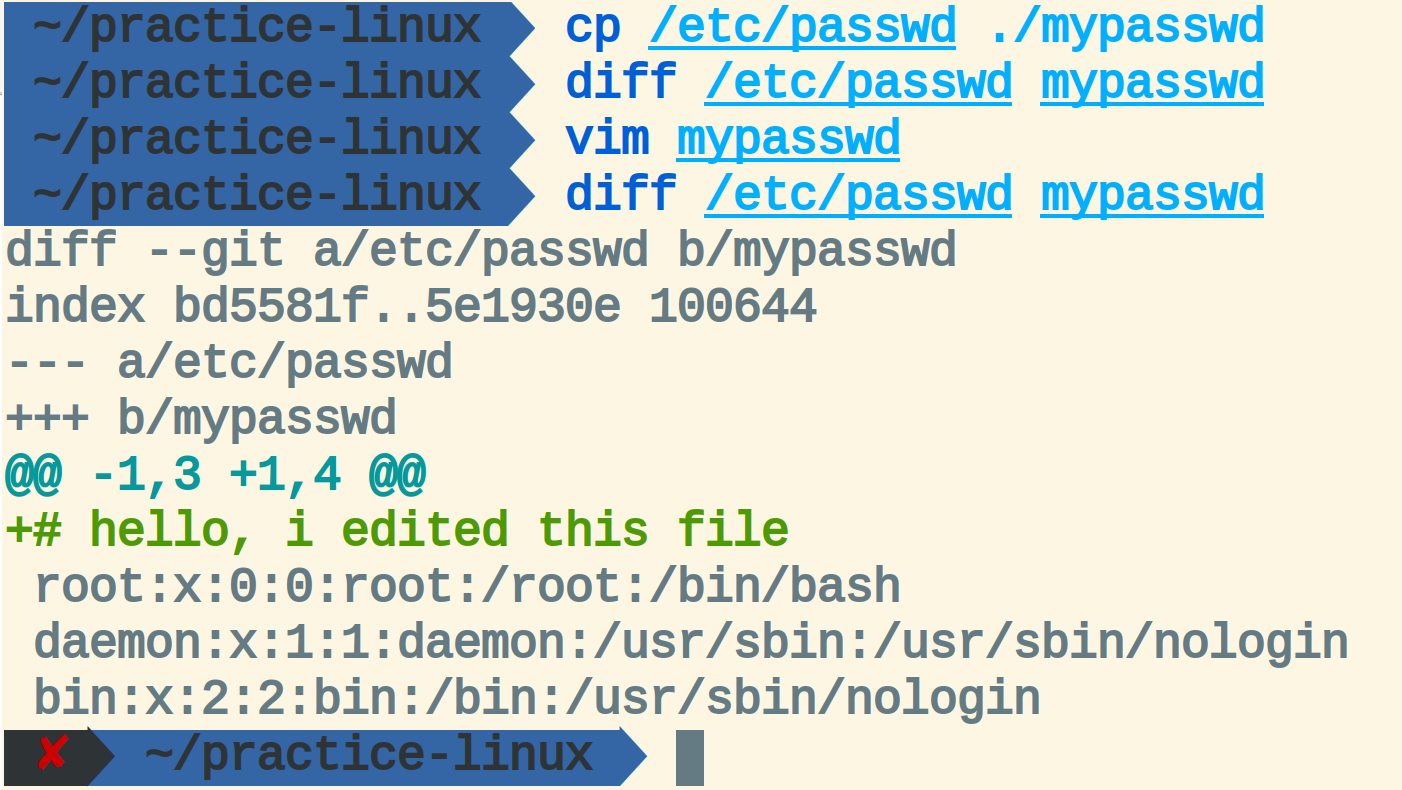 ~/practice-linux cp /etc/passwd ./mypasswd
~/practice-linux diff /etc/passwd mypasswd
~/practice-linux vim mypasswd
~/practice-linux diff /etc/passwd mypasswd
diff --git a/etc/passwd b/mypasswd
index bd5581f..5e1930e 100644
--- a/etc/passwd
+++ b/mypasswd
@@ -1,3 +1,4 @@
+# hello, i edited this file
 root:x:0:0:root:/root:/bin/bash
 daemon:x:1:1:daemon:/usr/sbin:/usr/sbin/nologin
 bin:x:2:2:bin:/bin:/usr/sbin/nologin
✘ ~/practice-linux